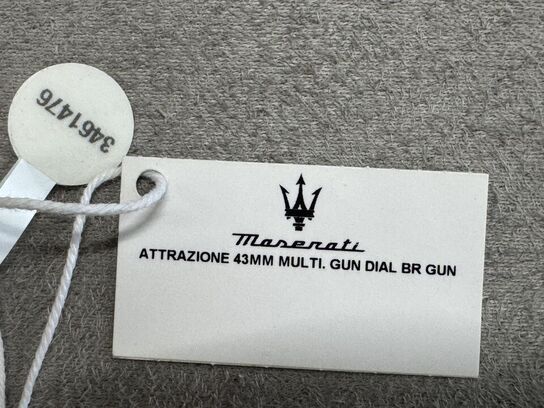 3461476
Maserati
ATTRAZIONE 43MM MULTI. GUN DIAL BR GUN